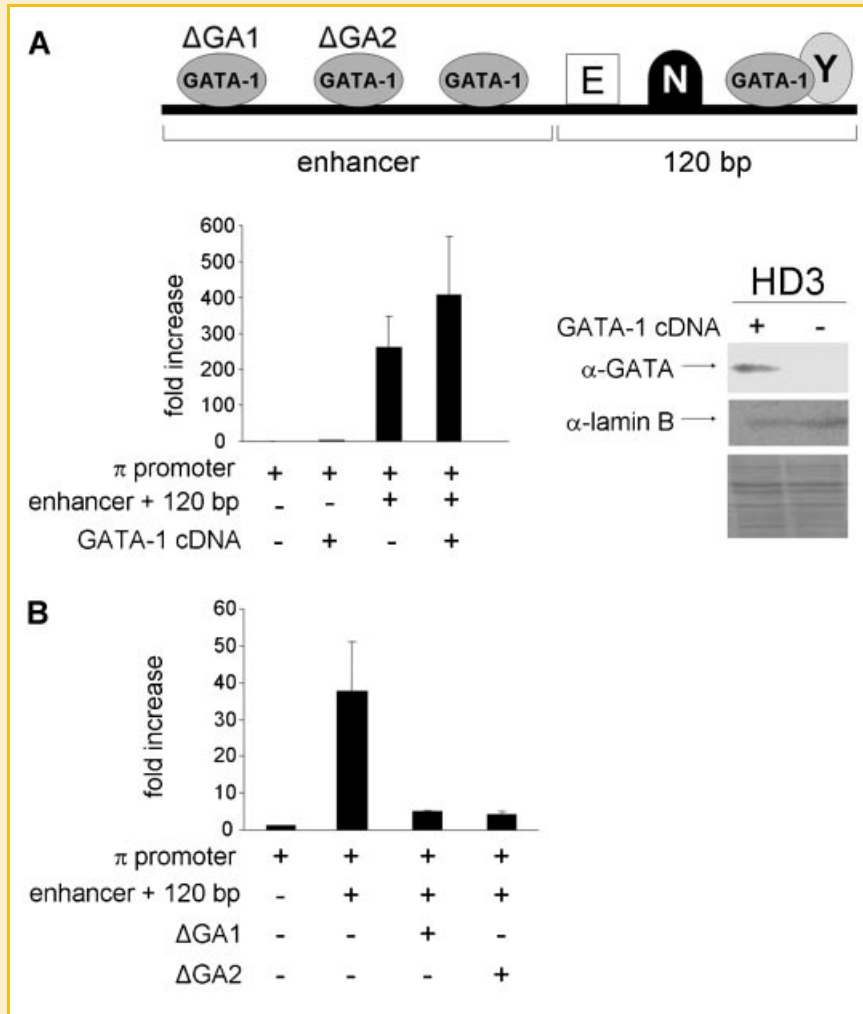 A
ΔGA1 ΔGA2
GATA-1 GATA-1 GATA-1 E N GATA-1 Y
enhancer 120 bp
fold increase
600
500
400
300
200
100
0
π promoter + + + +
enhancer + 120 bp - - + +
GATA-1 cDNA - + - +
HD3
GATA-1 cDNA + -
α-GATA
α-lamin B
B
fold increase
60
50
40
30
20
10
0
π promoter + + + +
enhancer + 120 bp - + + +
ΔGA1 - - + -
ΔGA2 - - - +